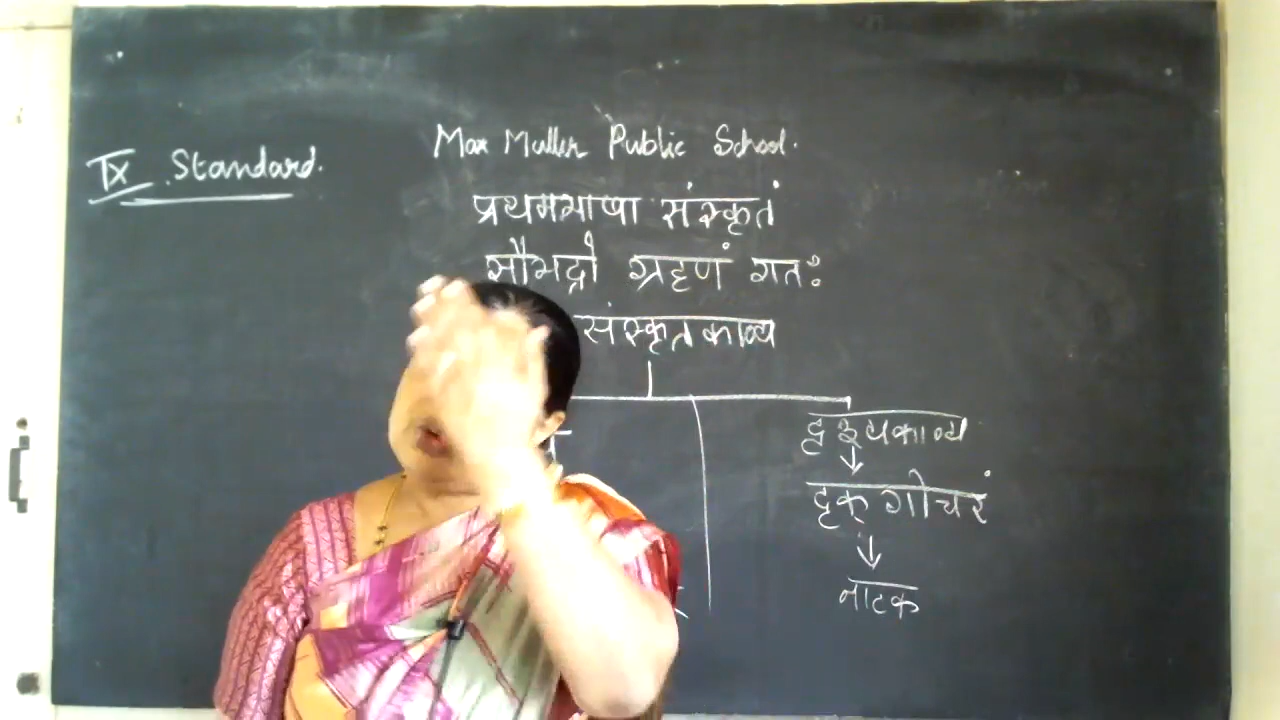 IX Standard.
Max Muller Public School.
प्रथमभाषा संस्कृतं
सौभद्रो ग्रहणं गतः
संस्कृतकाव्य
दृश्यकाव्य
↓
दृक् गोचरं
↓
नाटक